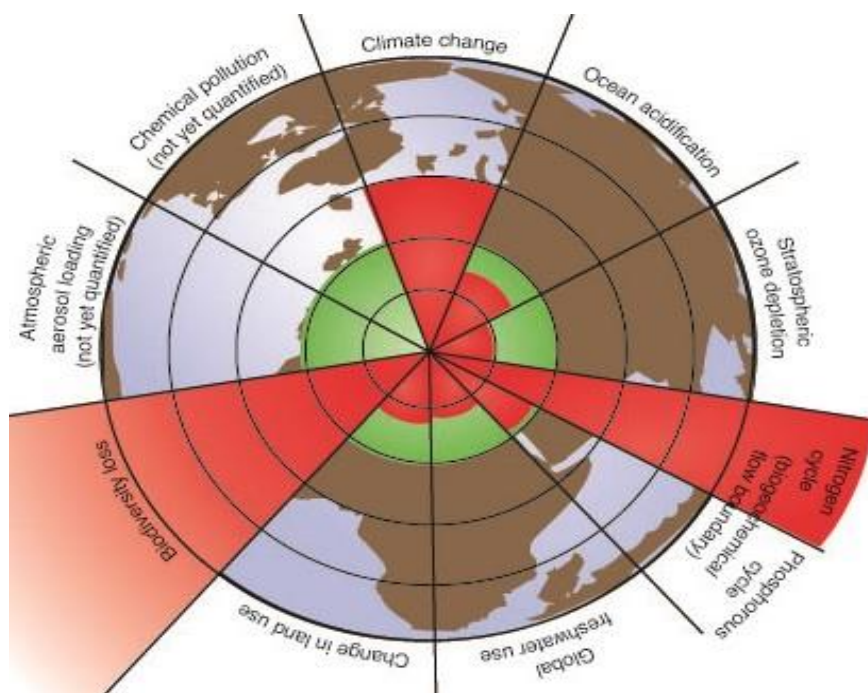 Climate change
Ocean acidification
Stratospheric
ozone depletion
Nitrogen
cycle
(biogeochemical
flow boundary)
Phosphorous
cycle
Global
freshwater use
Change in land use
Biodiversity loss
Atmospheric
aerosol loading
(not yet quantified)
Chemical pollution
(not yet quantified)